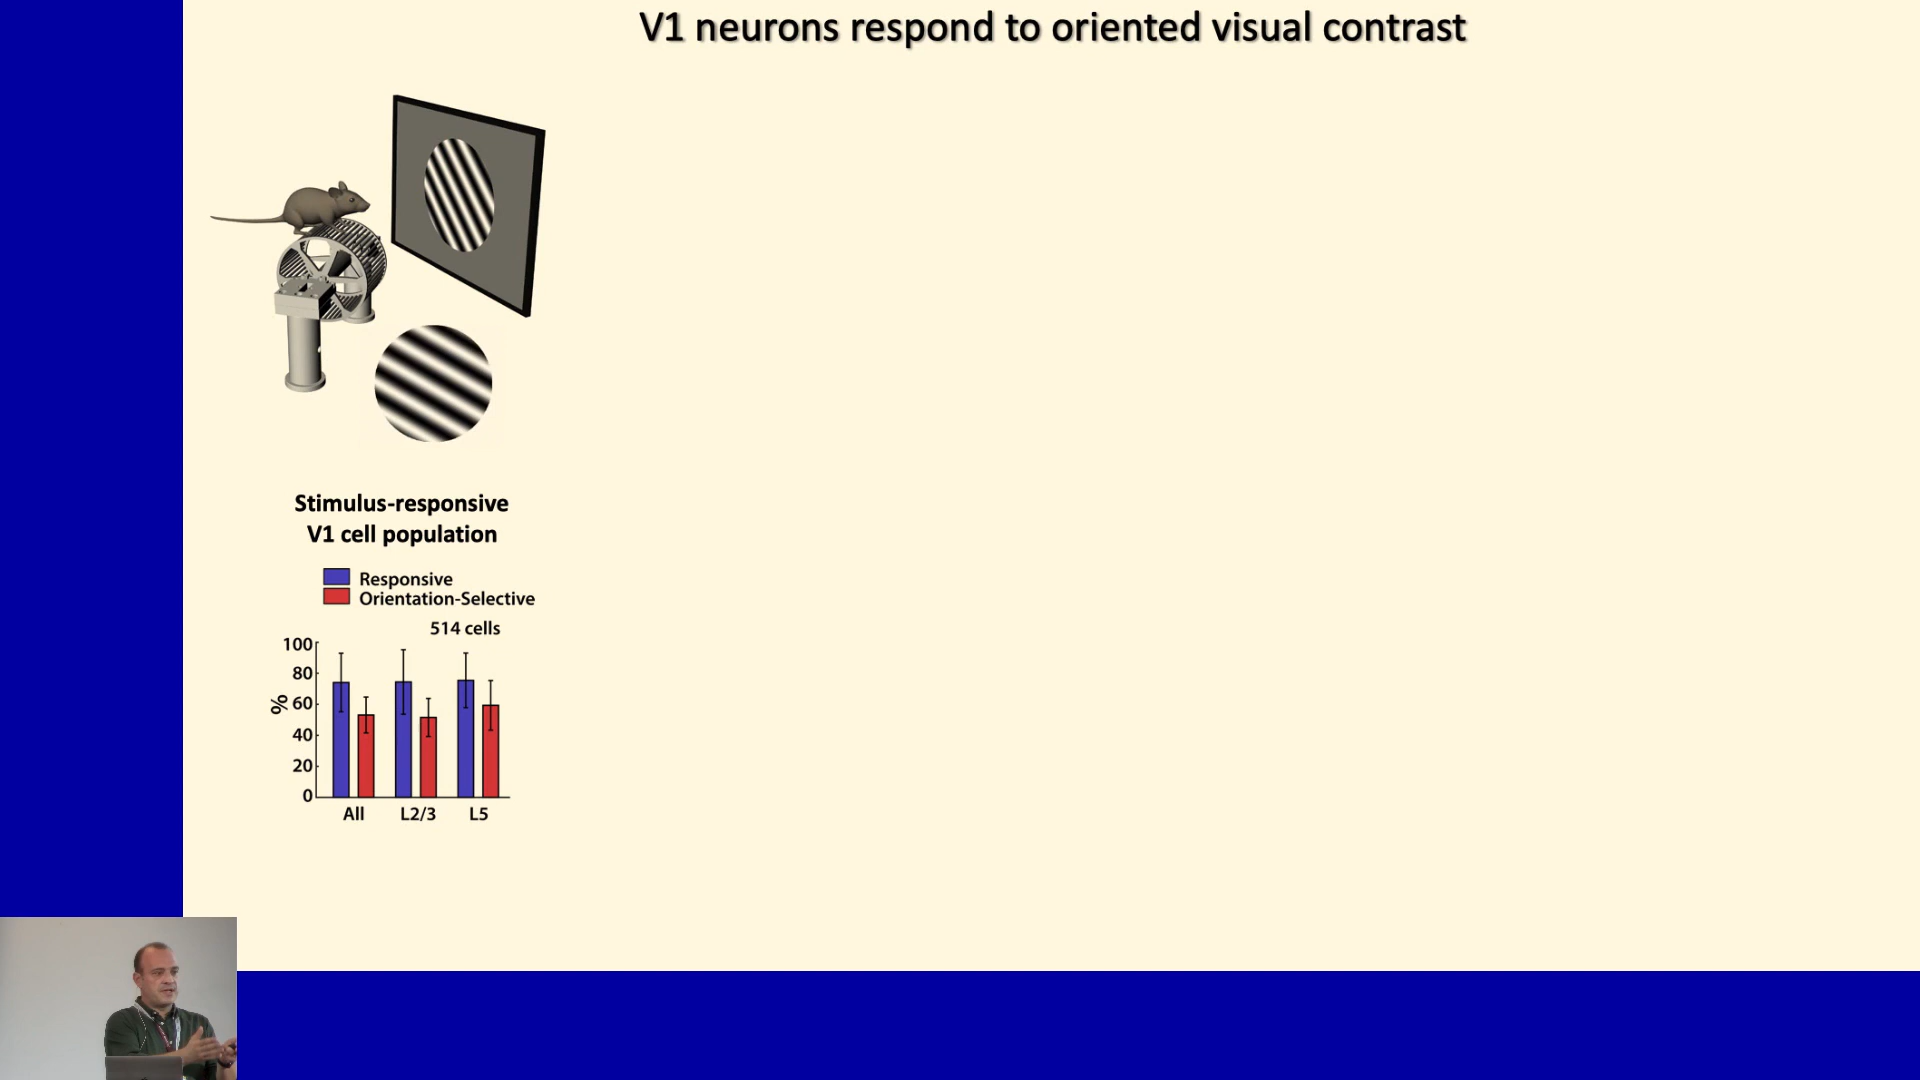 V1 neurons respond to oriented visual contrast
Stimulus-responsive
V1 cell population
Responsive
Orientation-Selective
514 cells
100
80
60
40
20
0
%
All L2/3 L5